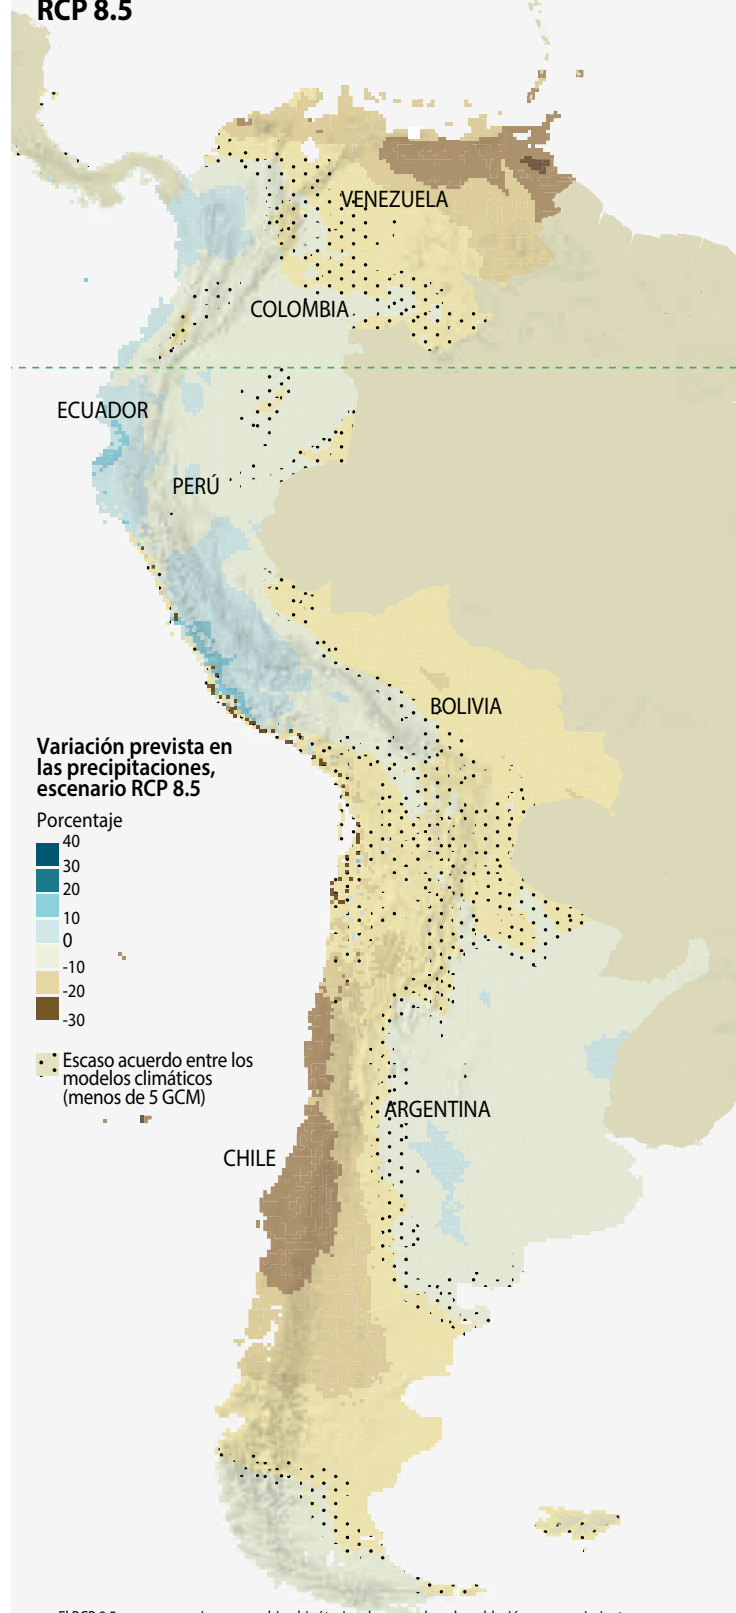 RCP 8.5
VENEZUELA
COLOMBIA
ECUADOR
PERÚ
BOLIVIA
Variación prevista en
las precipitaciones,
escenario RCP 8.5
Porcentaje
40
30
20
10
0
-10
-20
-30
Escaso acuerdo entre los
modelos climáticos
(menos de 5 GCM)
ARGENTINA
CHILE